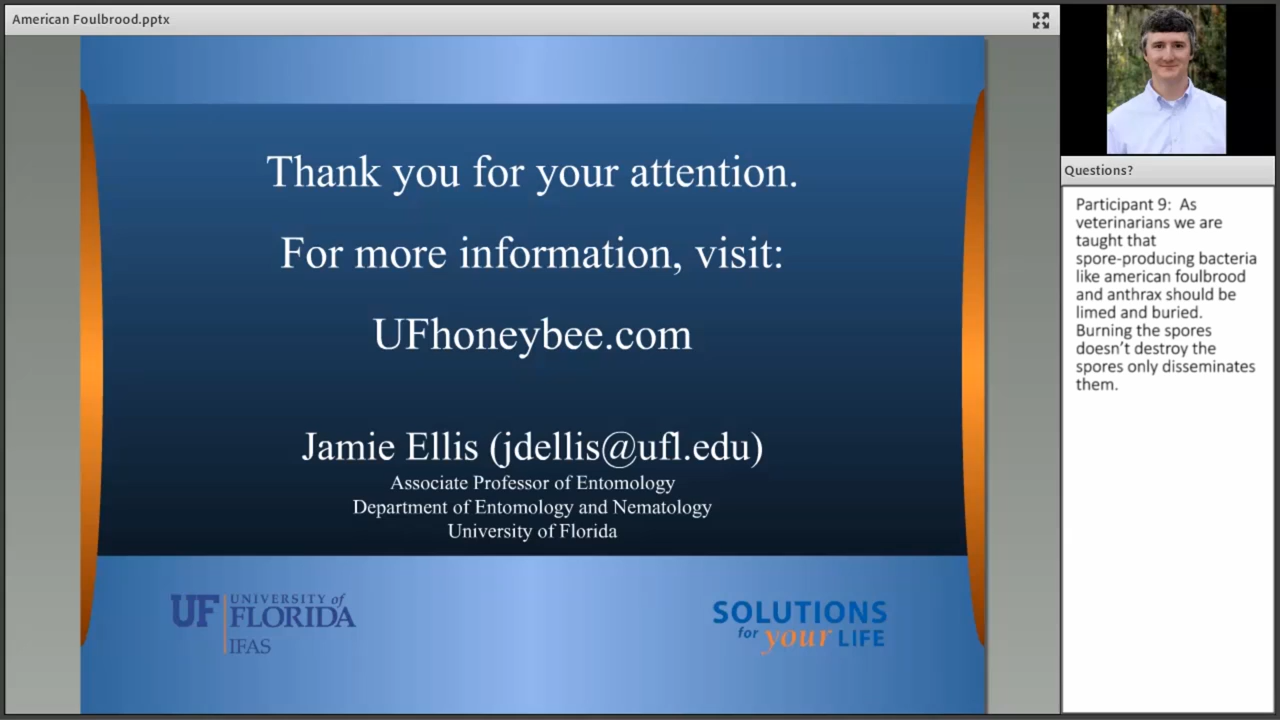 American Foulbrood.pptx
Thank you for your attention.
For more information, visit:
UFhoneybee.com
Jamie Ellis (jdellis@ufl.edu)
Associate Professor of Entomology
Department of Entomology and Nematology
University of Florida
UF UNIVERSITY of
FLORIDA
IFAS
SOLUTIONS
for your LIFE
Questions?
Participant 9: As
veterinarians we are
taught that
spore-producing bacteria
like american foulbrood
and anthrax should be
limed and buried.
Burning the spores
doesn't destroy the
spores only disseminates
them.